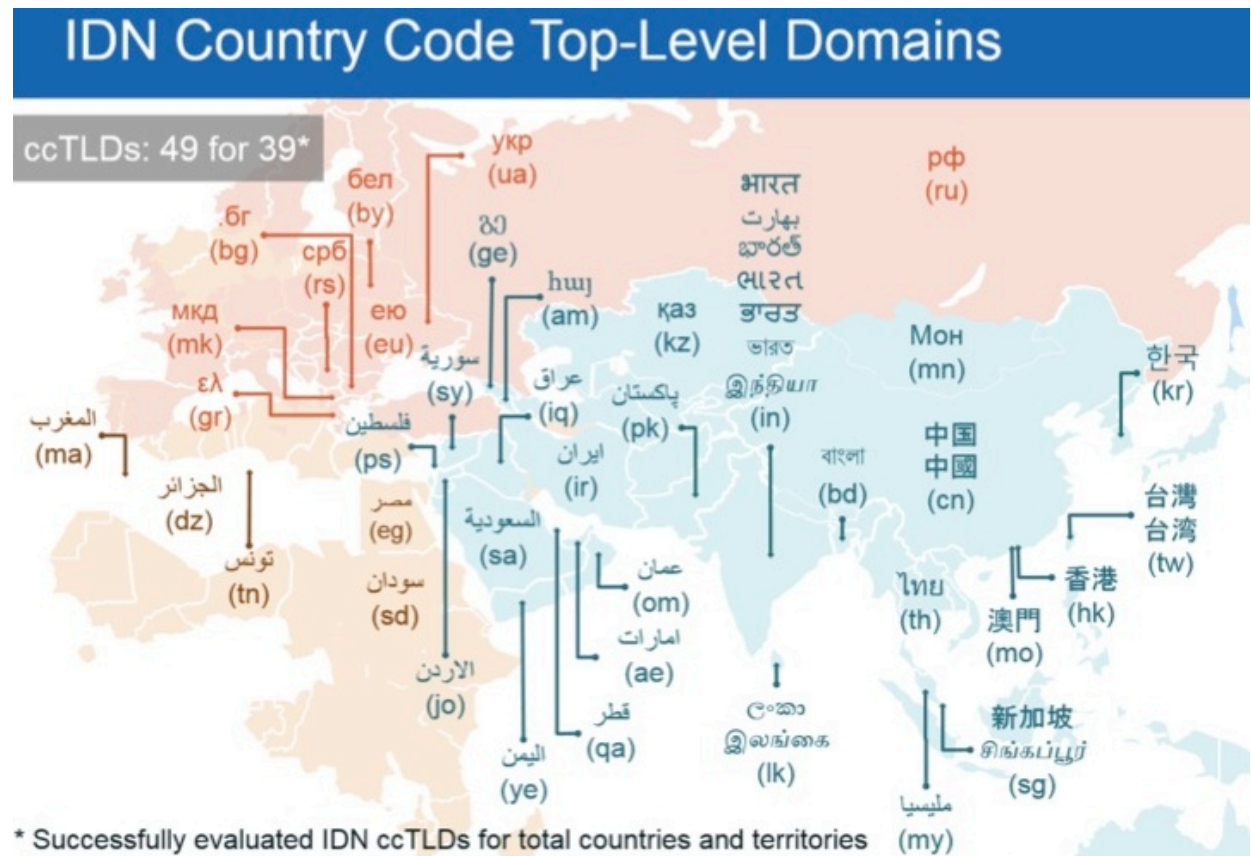 IDN Country Code Top-Level Domains
ccTLDs: 49 for 39*
укр
(ua)
бел
(by)
.бг
(bg)
срб
(rs)
ею
(eu)
мкд
(mk)
ελ
(gr)
рф
(ru)
გე
(ge)
հայ
(am)
қаз
(kz)
Мон
(mn)
भारत
بھارت
భారత్
ભારત
ਭਾਰਤ
ভারত
இந்தியா
(in)
한국
(kr)
سورية
(sy)
عراق
(iq)
پاکستان
(pk)
المغرب
(ma)
فلسطين
(ps)
ایران
(ir)
বাংলা
(bd)
中国
中國
(cn)
الجزائر
(dz)
مصر
(eg)
السعودية
(sa)
台灣
台湾
(tw)
تونس
(tn)
سودان
(sd)
عمان
(om)
ไทย
(th)
香港
(hk)
澳門
(mo)
امارات
(ae)
الاردن
(jo)
قطر
(qa)
اليمن
(ye)
ලංකා
இலங்கை
(lk)
新加坡
சிங்கப்பூர்
(sg)
مليسيا
(my)
* Successfully evaluated IDN ccTLDs for total countries and territories